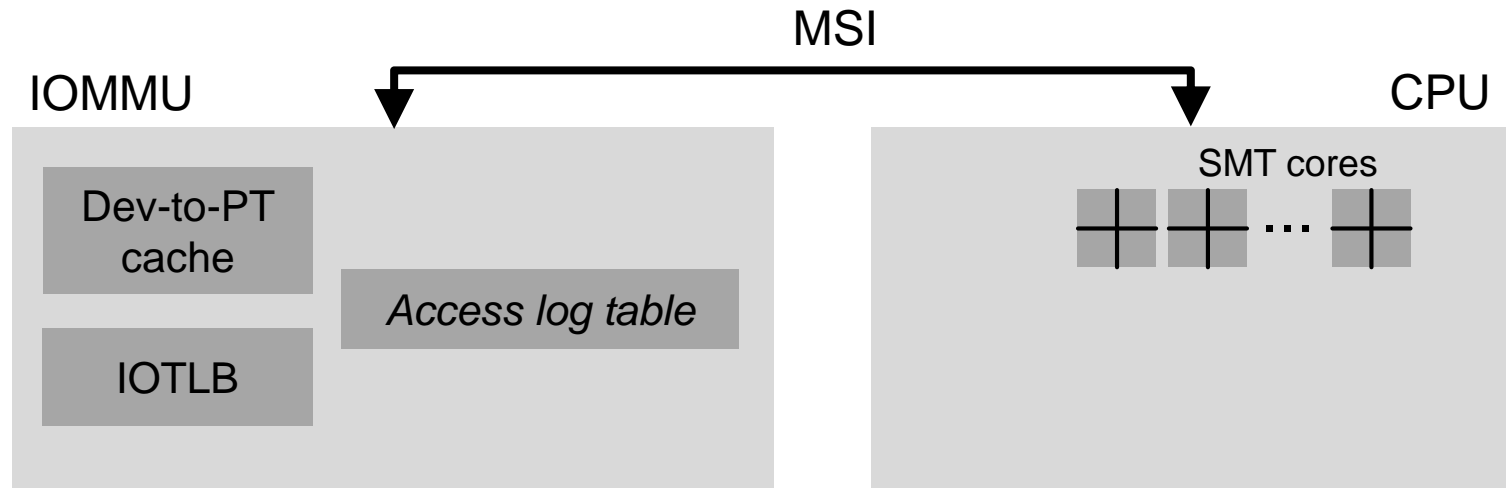 MSI
IOMMU
CPU
Dev-to-PT
cache
Access log table
IOTLB
SMT cores
...